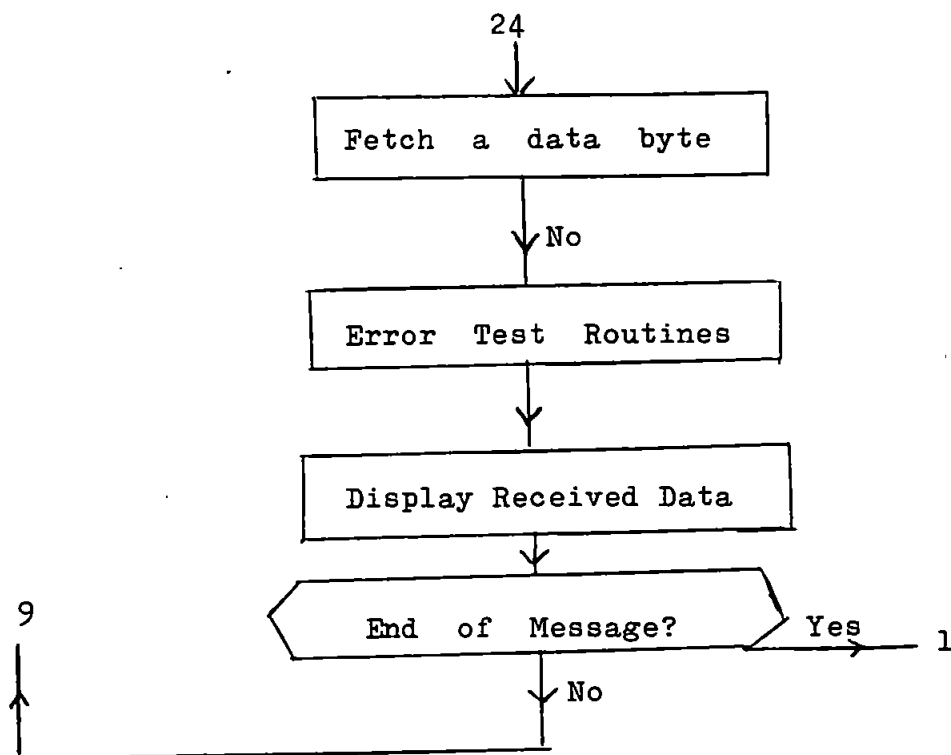 24
Fetch a data byte
No
Error Test Routines
Display Received Data
9
End of Message?
Yes
1
No